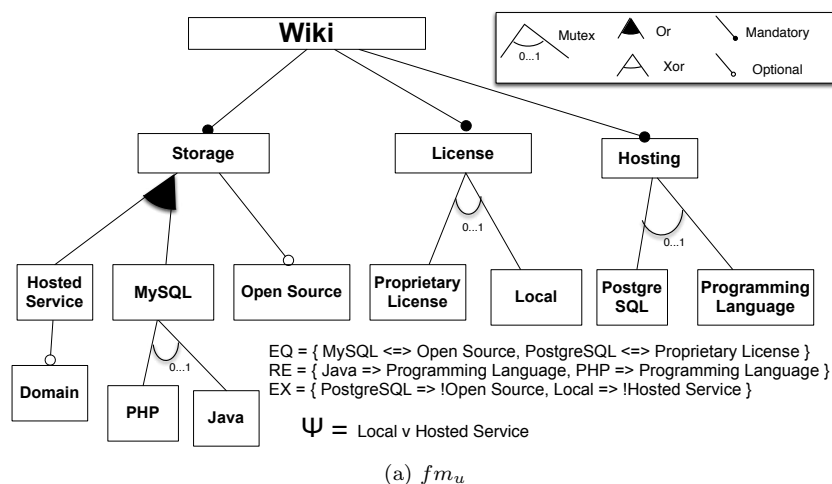 Wiki
Mutex
0...1
Or
Xor
Mandatory
Optional
Storage
License
Hosting
0...1
0...1
Hosted
Service
MySQL
Open Source
Proprietary
License
Local
Postgre
SQL
Programming
Language
Domain
0...1
PHP
Java
EQ = { MySQL <=> Open Source, PostgreSQL <=> Proprietary License }
RE = { Java => Programming Language, PHP => Programming Language }
EX = { PostgreSQL => !Open Source, Local => !Hosted Service }
Ψ = Local v Hosted Service
(a) fmu